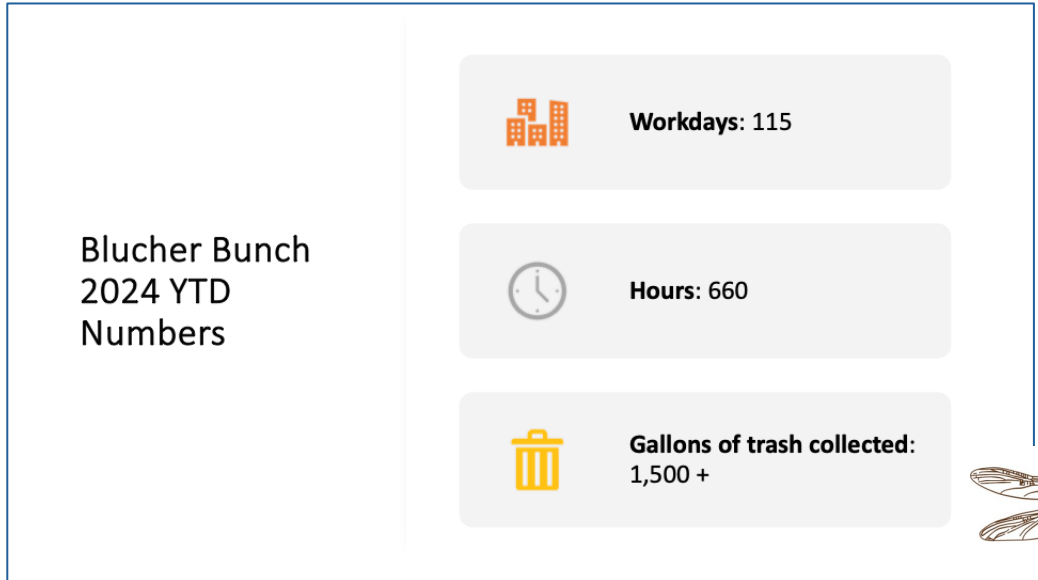 Blucher Bunch
2024 YTD
Numbers
Workdays: 115
Hours: 660
Gallons of trash collected:
1,500 +